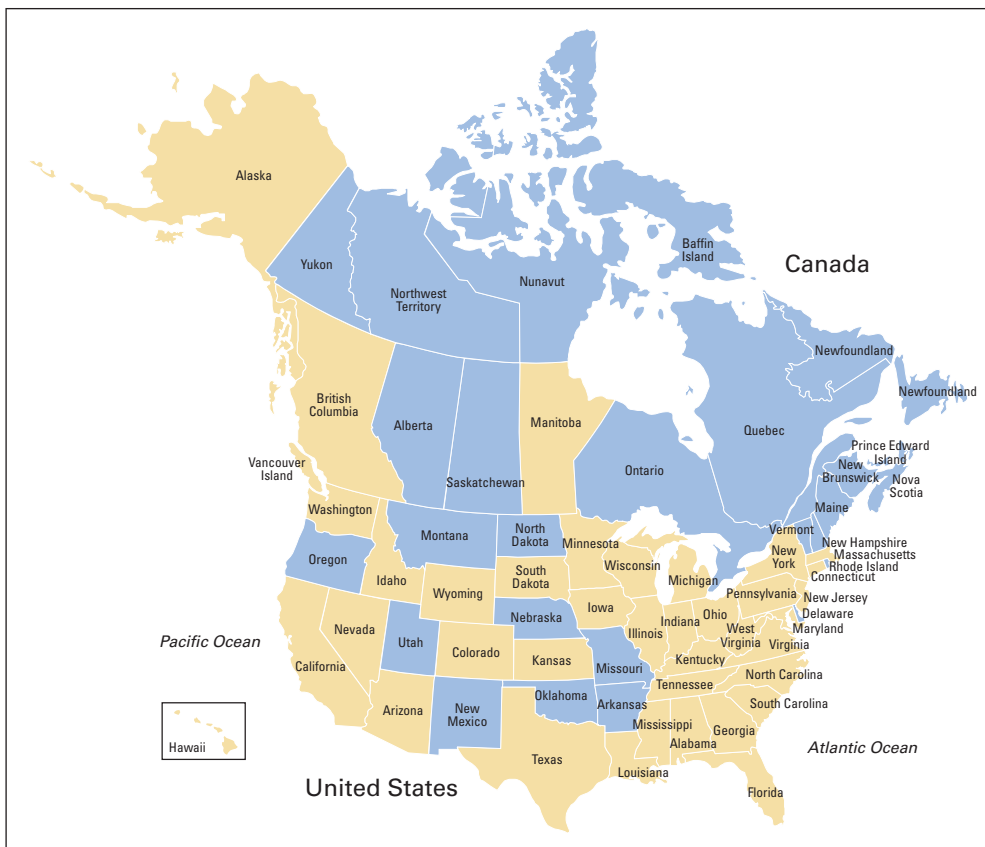 Alaska
Yukon
Northwest
Territory
Nunavut
Baffin
Island
Canada
British
Columbia
Alberta
Saskatchewan
Manitoba
Ontario
Quebec
Newfoundland
Newfoundland
Prince Edward
Island
New
Brunswick
Nova
Scotia
Vancouver
Island
Washington
Oregon
Montana
Idaho
Wyoming
North
Dakota
South
Dakota
Minnesota
Wisconsin
Michigan
Maine
Vermont
New Hampshire
New
York
Massachusetts
Rhode Island
Connecticut
Pennsylvania
New Jersey
Delaware
Maryland
Nebraska
Iowa
Illinois
Indiana
Ohio
West
Virginia
Virginia
Pacific Ocean
Nevada
Utah
Colorado
Kansas
Missouri
Kentucky
California
Arizona
New
Mexico
Oklahoma
Arkansas
Tennessee
North Carolina
South Carolina
Mississippi
Alabama
Georgia
Hawaii
Texas
Louisiana
Florida
Atlantic Ocean
United States